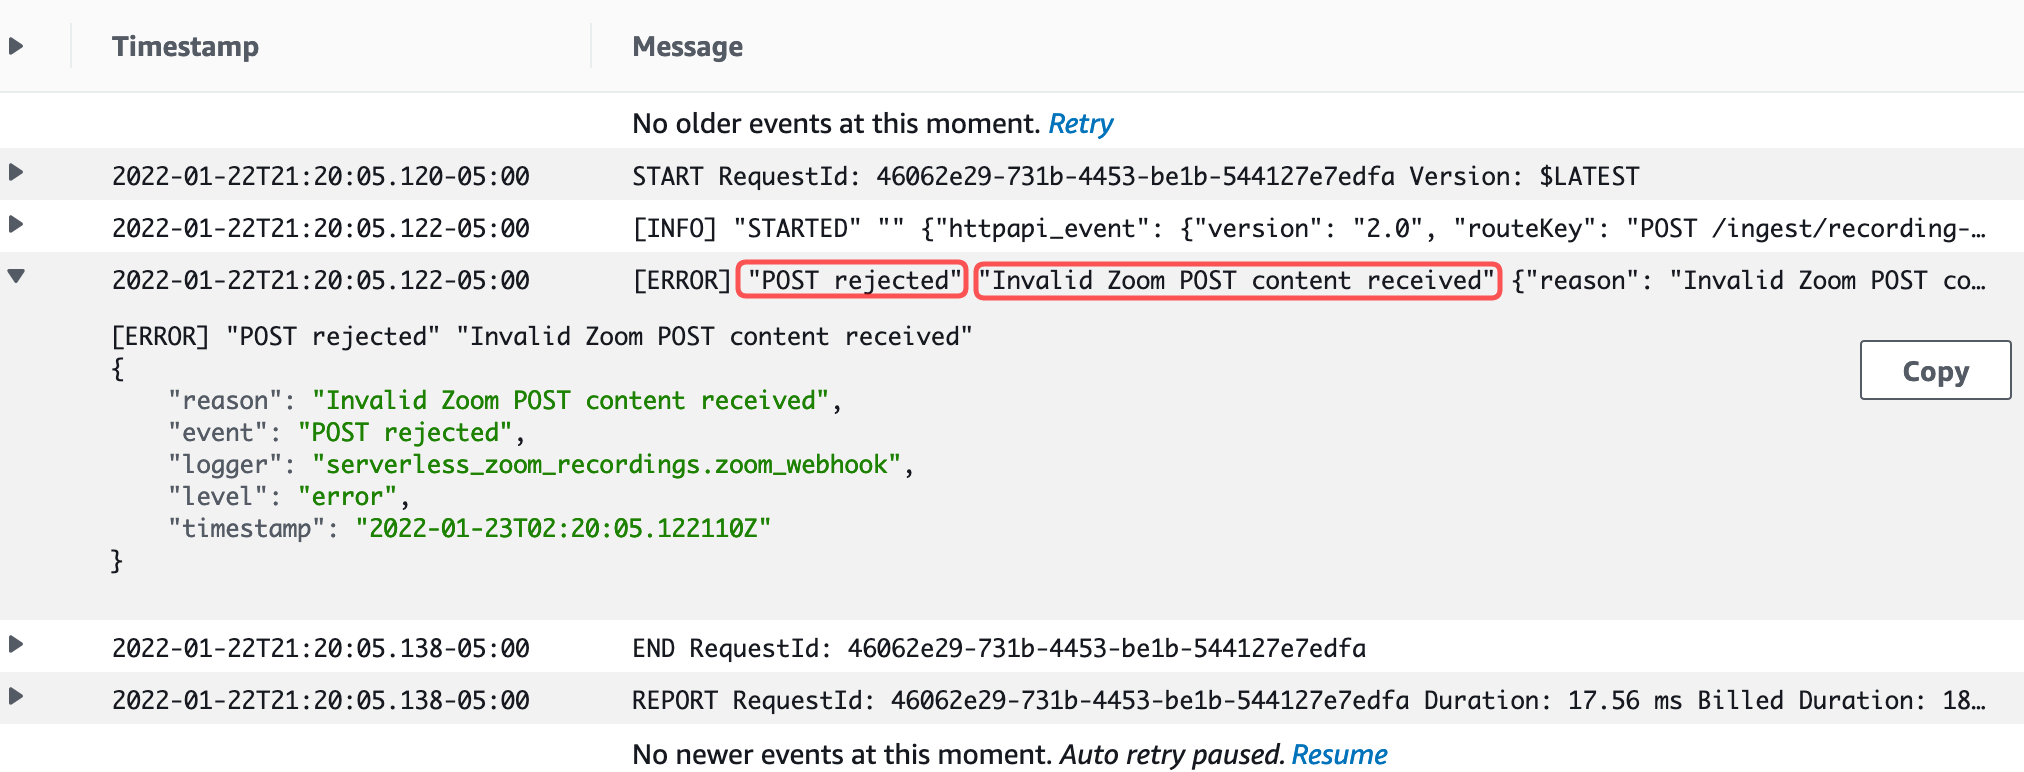 Timestamp Message
No older events at this moment. Retry
2022-01-22T21:20:05.120-05:00 START RequestId: 46062e29-731b-4453-be1b-544127e7edfa Version: $LATEST
2022-01-22T21:20:05.122-05:00 [INFO] "STARTED" "" {"httpapi_event": {"version": "2.0", "routeKey": "POST /ingest/recording-…
2022-01-22T21:20:05.122-05:00 [ERROR] "POST rejected" "Invalid Zoom POST content received" {"reason": "Invalid Zoom POST co…
[ERROR] "POST rejected" "Invalid Zoom POST content received"
{
Copy
"reason": "Invalid Zoom POST content received",
"event": "POST rejected",
"logger": "serverless_zoom_recordings.zoom_webhook",
"level": "error",
"timestamp": "2022-01-23T02:20:05.122110Z"
}
2022-01-22T21:20:05.138-05:00 END RequestId: 46062e29-731b-4453-be1b-544127e7edfa
2022-01-22T21:20:05.138-05:00 REPORT RequestId: 46062e29-731b-4453-be1b-544127e7edfa Duration: 17.56 ms Billed Duration: 18…
No newer events at this moment. Auto retry paused. Resume